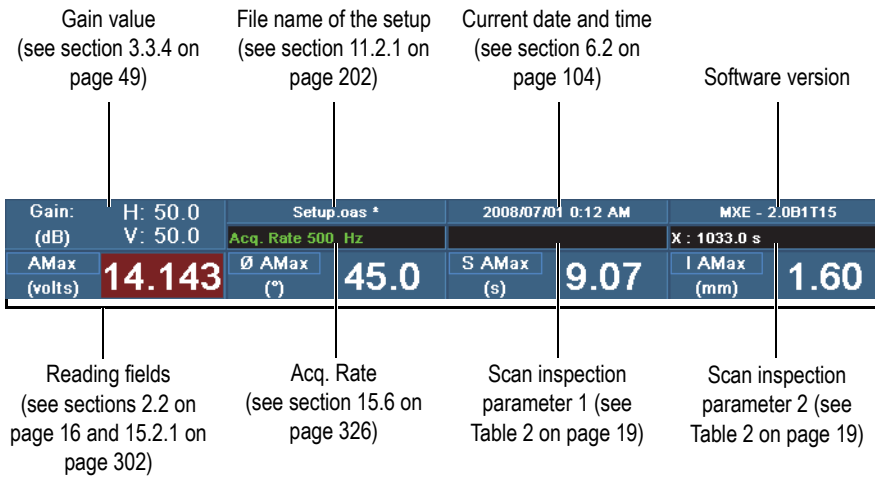 Gain value
(see section 3.3.4 on
page 49)
File name of the setup
(see section 11.2.1 on
page 202)
Current date and time
(see section 6.2 on
page 104)
Software version
Gain: H: 50.0
(dB) V: 50.0
Setup.oas *
2008/07/01 0:12 AM
MXE - 2.0B1T15
Acq. Rate 500 Hz
X : 1033.0 s
AMax
(volts)
14.143
Ø AMax
(°)
45.0
S AMax
(s)
9.07
I AMax
(mm)
1.60
Reading fields
(see sections 2.2 on
page 16 and 15.2.1 on
page 302)
Acq. Rate
(see section 15.6 on
page 326)
Scan inspection
parameter 1 (see
Table 2 on page 19)
Scan inspection
parameter 2 (see
Table 2 on page 19)